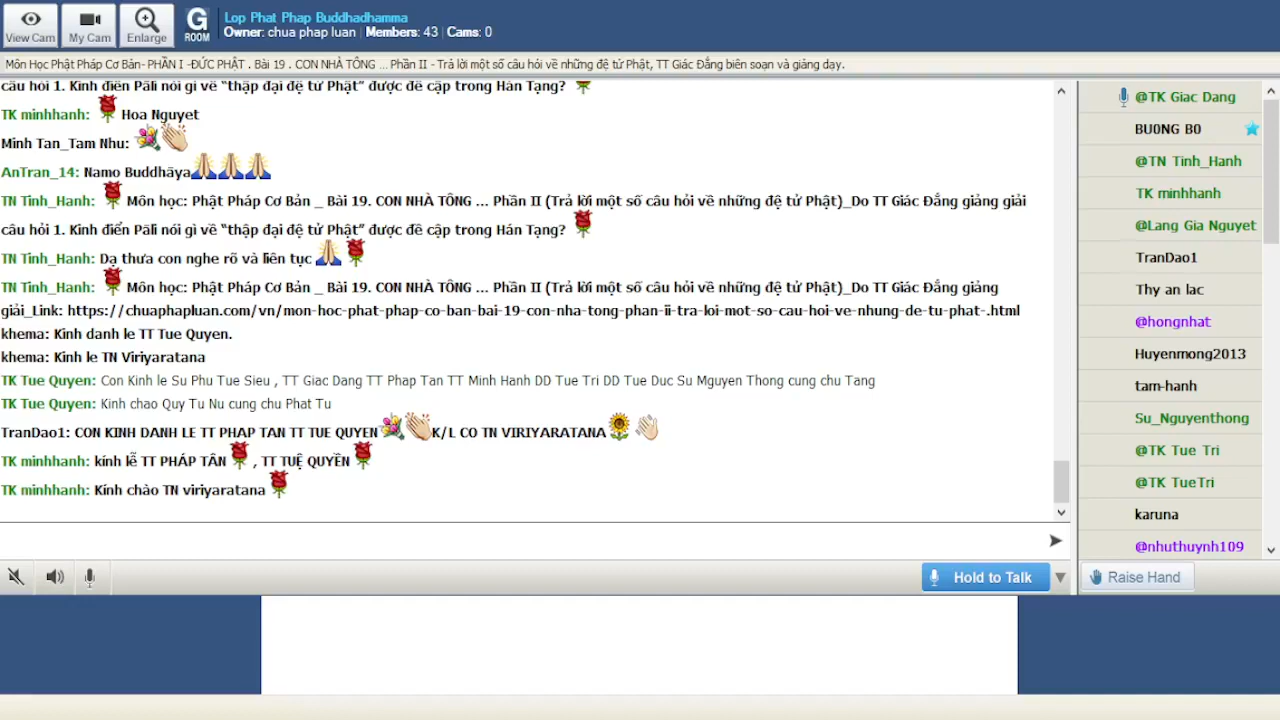 View Cam
My Cam
Enlarge
G
ROOM
Lop Phat Phap Buddhadhamma
Owner: chua phap luan | Members: 43 | Cams: 0
Môn Học Phật Pháp Cơ Bản- PHẦN I -ĐỨC PHẬT . Bài 19 . CON NHÀ TÔNG ... Phần II - Trả lời một số câu hỏi về những đệ tử Phật, TT Giác Đẳng biên soạn và giảng dạy.
câu hỏi 1. Kinh điển Pāli nói gì về "thập đại đệ tử Phật" được đề cập trong Hán Tạng?
TK minhhanh: Hoa Nguyet
Minh Tan_Tam Nhu:
AnTran_14: Namo Buddhāya
TN Tinh_Hanh: Môn học: Phật Pháp Cơ Bản _ Bài 19. CON NHÀ TÔNG ... Phần II (Trả lời một số câu hỏi về những đệ tử Phật)_Do TT Giác Đẳng giảng giải
câu hỏi 1. Kinh điển Pāli nói gì về "thập đại đệ tử Phật" được đề cập trong Hán Tạng?
TN Tinh_Hanh: Dạ thưa con nghe rõ và liên tục
TN Tinh_Hanh: Môn học: Phật Pháp Cơ Bản _ Bài 19. CON NHÀ TÔNG ... Phần II (Trả lời một số câu hỏi về những đệ tử Phật)_Do TT Giác Đẳng giảng
giải_Link: https://chuaphapluan.com/vn/mon-hoc-phat-phap-co-ban-bai-19-con-nha-tong-phan-ii-tra-loi-mot-so-cau-hoi-ve-nhung-de-tu-phat-.html
khema: Kinh danh le TT Tue Quyen.
khema: Kinh le TN Viriyaratana
TK Tue Quyen: Con Kinh le Su Phu Tue Sieu , TT Giac Dang TT Phap Tan TT Minh Hanh DD Tue Tri DD Tue Duc Su Mguyen Thong cung chu Tang
TK Tue Quyen: Kinh chao Quy Tu Nu cung chu Phat Tu
TranDao1: CON KINH DANH LE TT PHAP TAN TT TUE QUYEN K/L CO TN VIRIYARATANA
TK minhhanh: kính lễ TT PHÁP TÂN , TT TUỆ QUYỀN
TK minhhanh: Kính chào TN viriyaratana
Hold to Talk
@TK Giac Dang
BU0NG B0
@TN Tinh_Hanh
TK minhhanh
@Lang Gia Nguyet
TranDao1
Thy an lac
@hongnhat
Huyenmong2013
tam-hanh
Su_Nguyenthong
@TK Tue Tri
@TK TueTri
karuna
@nhuthuynh109
Raise Hand